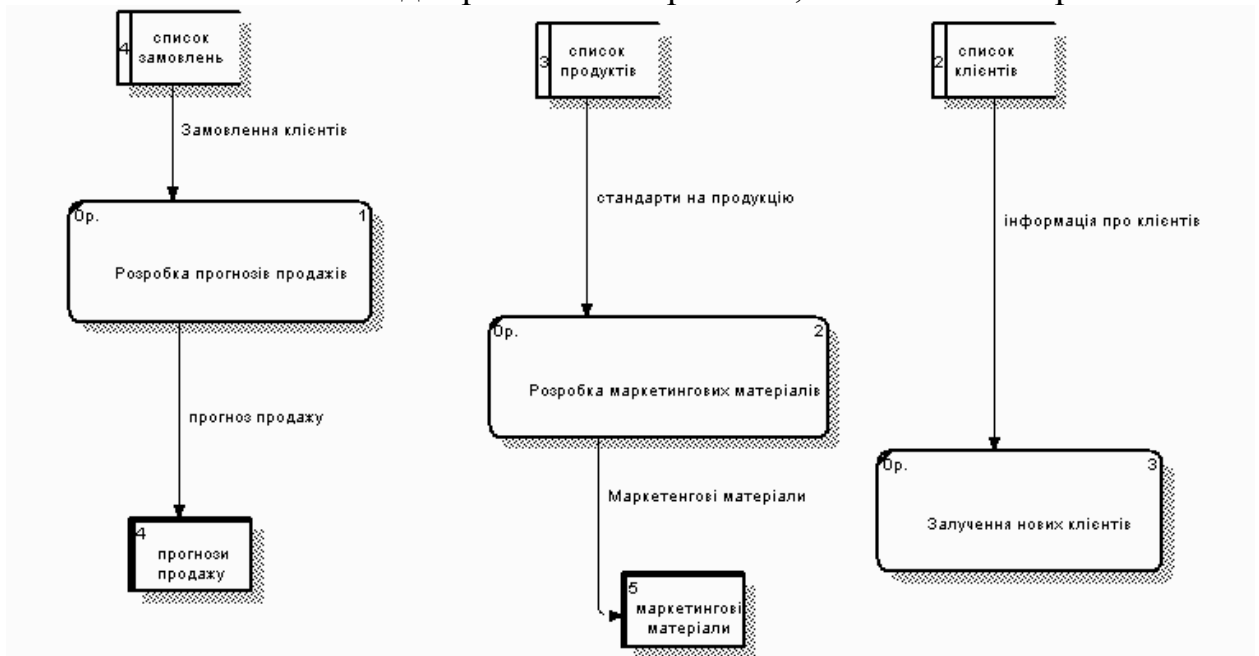 4
список
замовлень
3
список
продуктів
2
список
клієнтів
Замовлення клієнтів
стандарти на продукцію
інформація про клієнтів
0р.
1
Розробка прогнозів продажів
0р.
2
Розробка маркетингових матеріалів
прогноз продажу
0р.
3
Залучення нових клієнтів
Маркетенгові матеріали
4
прогнози
продажу
5
маркетингові
матеріали